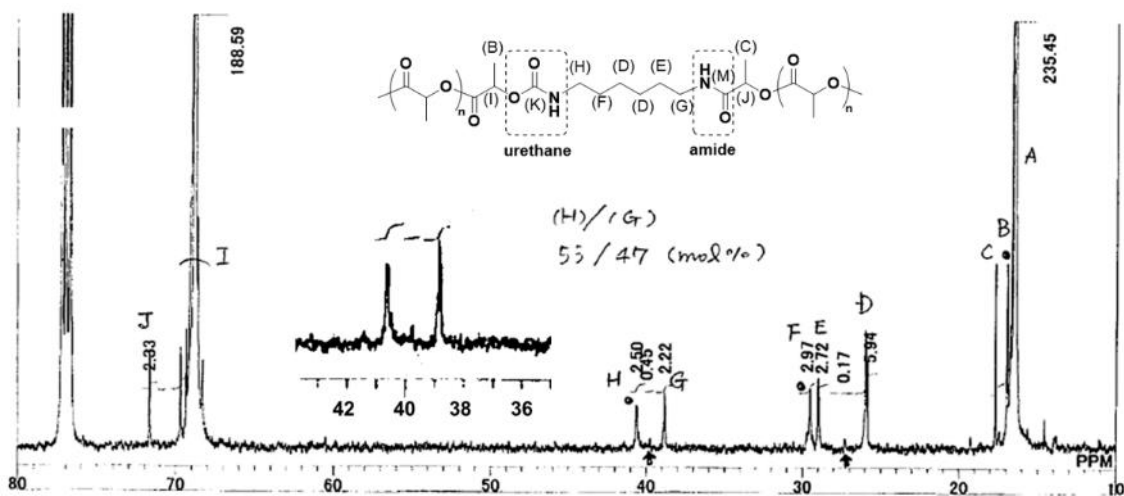 188.59
235.45
(B)
(C)
(H)
(D)
(E)
H
N
(M)
O
O
O
n
(I)
O
O
(K)
N
H
(F)
(D)
(G)
O
(J)
O
O
O
n
urethane
amide
A
(H)/(G)
53/47 (mol%)
I
J
2.33
B
C
D
5.94
E
2.72
F
2.97
0.17
H
2.50
0.45
2.22
G
42 40 38 36
PPM
80 70 60 50 40 30 20 10